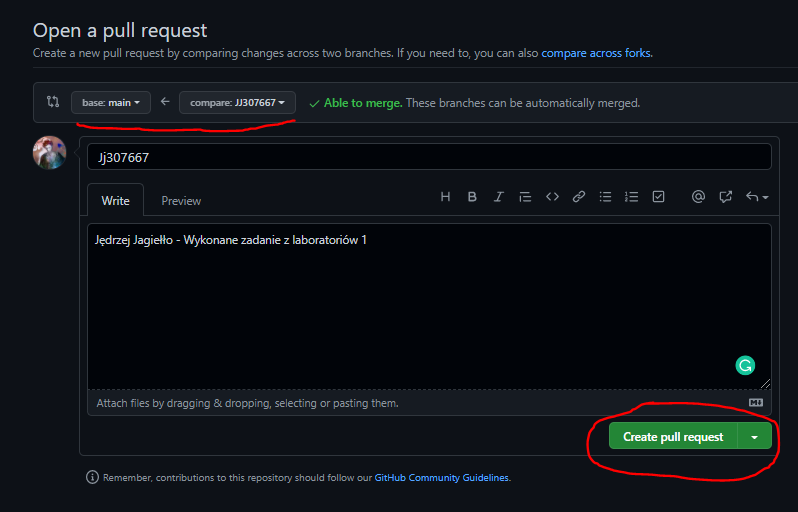 Open a pull request
Create a new pull request by comparing changes across two branches. If you need to, you can also compare across forks.
base: main ← compare: JJ307667 ✓ Able to merge. These branches can be automatically merged.
Jj307667
Write Preview H B I @
Jędrzej Jagiełło - Wykonane zadanie z laboratoriów 1
G
Attach files by dragging & dropping, selecting or pasting them.
Create pull request
Remember, contributions to this repository should follow our GitHub Community Guidelines.